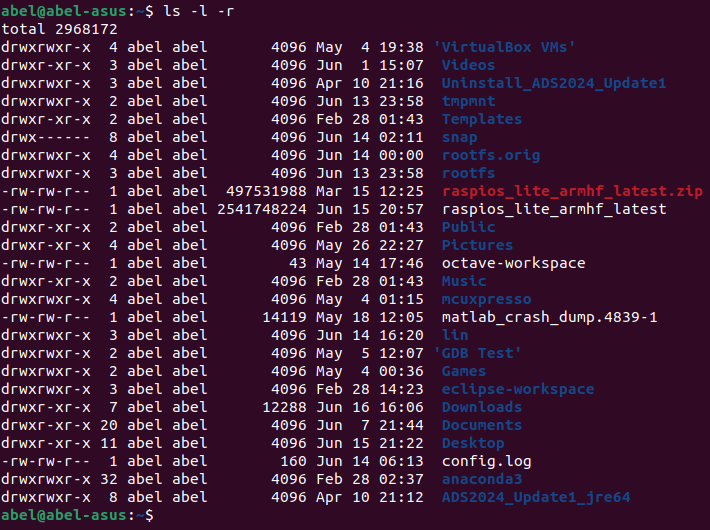 abel@abel-asus:~$ ls -l -r
total 2968172
drwxrwxr-x  4 abel abel       4096 May  4 19:38 'VirtualBox VMs'
drwxr-xr-x  3 abel abel       4096 Jun  1 15:07  Videos
drwxrwxr-x  3 abel abel       4096 Apr 10 21:16  Uninstall_ADS2024_Update1
drwxrwxr-x  2 abel abel       4096 Jun 13 23:58  tmpmnt
drwxr-xr-x  2 abel abel       4096 Feb 28 01:43  Templates
drwx------  8 abel abel       4096 Jun 14 02:11  snap
drwxrwxr-x  4 abel abel       4096 Jun 14 00:00  rootfs.orig
drwxrwxr-x  3 abel abel       4096 Jun 13 23:58  rootfs
-rw-rw-r--  1 abel abel  497531988 Mar 15 12:25  raspios_lite_armhf_latest.zip
-rw-rw-r--  1 abel abel 2541748224 Jun 15 20:57  raspios_lite_armhf_latest
drwxr-xr-x  2 abel abel       4096 Feb 28 01:43  Public
drwxr-xr-x  4 abel abel       4096 May 26 22:27  Pictures
-rw-rw-r--  1 abel abel         43 May 14 17:46  octave-workspace
drwxr-xr-x  2 abel abel       4096 Feb 28 01:43  Music
drwxrwxr-x  4 abel abel       4096 May  4 01:15  mcuxpresso
-rw-rw-r--  1 abel abel      14119 May 18 12:05  matlab_crash_dump.4839-1
drwxrwxr-x  3 abel abel       4096 Jun 14 16:20  lln
drwxrwxr-x  2 abel abel       4096 May  5 12:07 'GDB Test'
drwxrwxr-x  2 abel abel       4096 May  4 00:36  Games
drwxrwxr-x  3 abel abel       4096 Feb 28 14:23  eclipse-workspace
drwxr-xr-x  7 abel abel      12288 Jun 16 16:06  Downloads
drwxr-xr-x 20 abel abel       4096 Jun  7 21:44  Documents
drwxr-xr-x 11 abel abel       4096 Jun 15 21:22  Desktop
-rw-rw-r--  1 abel abel        160 Jun 14 06:13  config.log
drwxrwxr-x 32 abel abel       4096 Feb 28 02:37  anaconda3
drwxrwxr-x  8 abel abel       4096 Apr 10 21:12  ADS2024_Update1_jre64
abel@abel-asus:~$